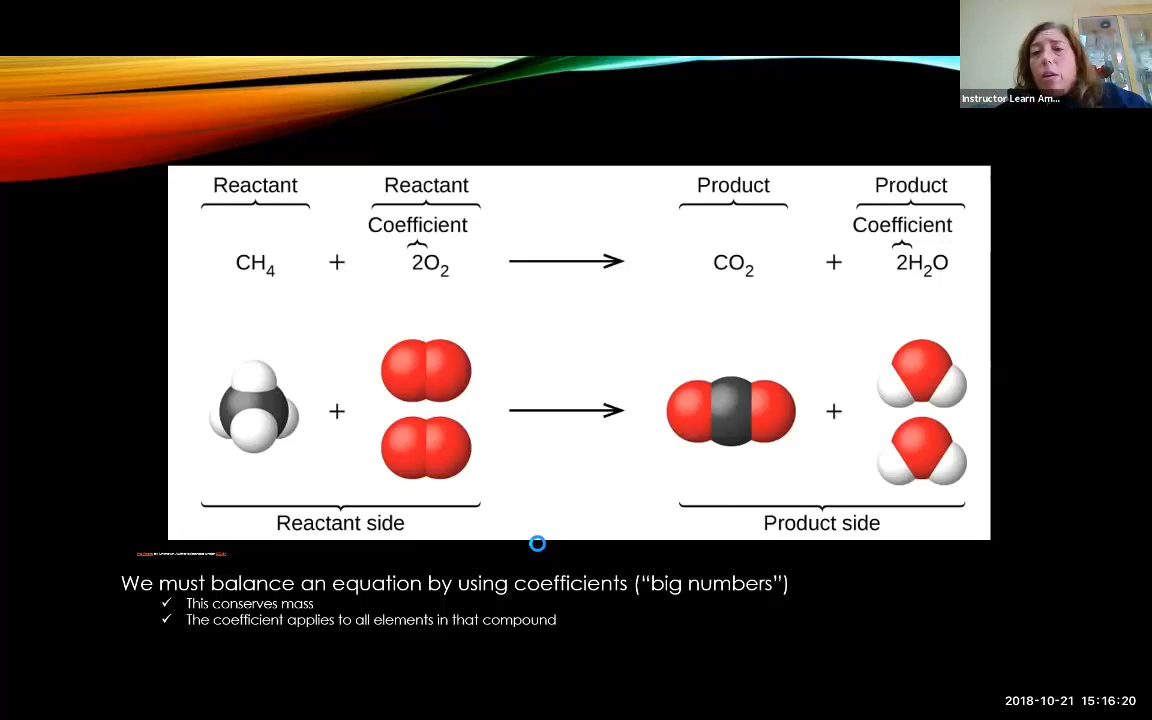 Instructor Learn Am...
Reactant Reactant Product Product
Coefficient Coefficient
CH₄ + 2O₂ CO₂ + 2H₂O
+ +
Reactant side Product side
We must balance an equation by using coefficients (“big numbers”)
✓ This conserves mass
✓ The coefficient applies to all elements in that compound
2018-10-21 15:16:20